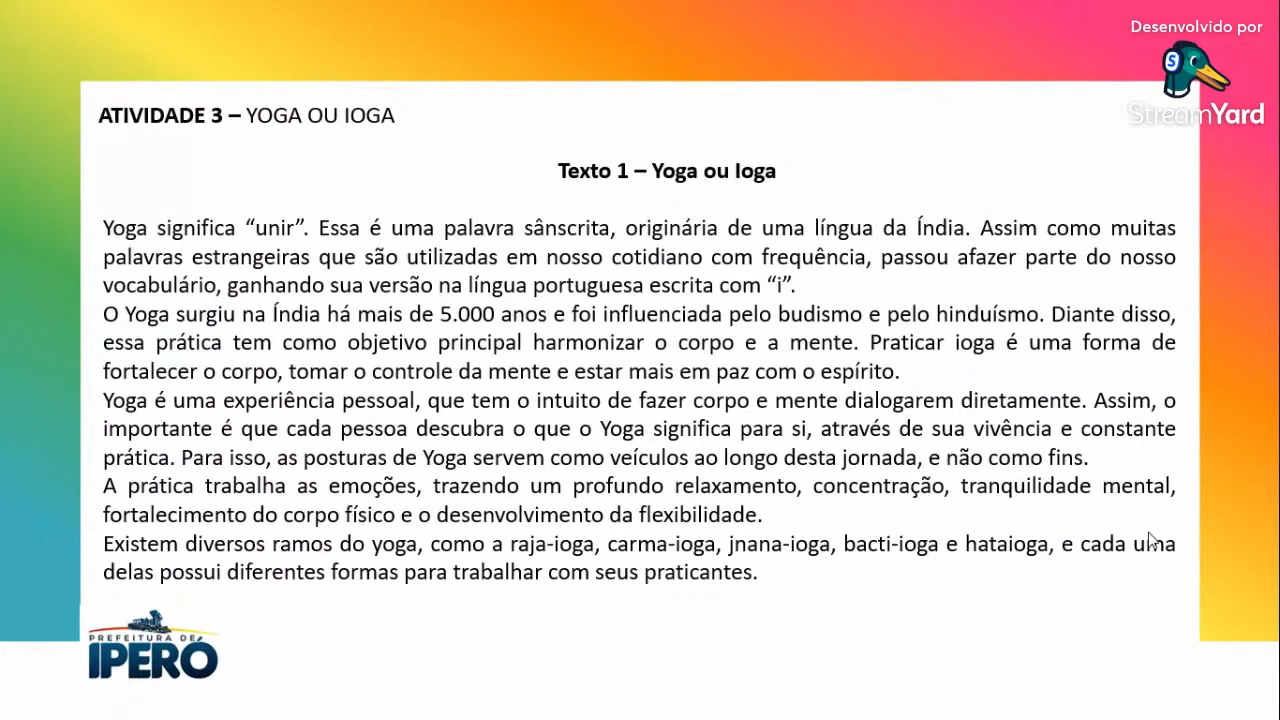 Desenvolvido por
StreamYard
ATIVIDADE 3 – YOGA OU IOGA
Texto 1 – Yoga ou Ioga
Yoga significa “unir”. Essa é uma palavra sânscrita, originária de uma língua da Índia. Assim como muitas
palavras estrangeiras que são utilizadas em nosso cotidiano com frequência, passou afazer parte do nosso
vocabulário, ganhando sua versão na língua portuguesa escrita com “i”.
O Yoga surgiu na Índia há mais de 5.000 anos e foi influenciada pelo budismo e pelo hinduísmo. Diante disso,
essa prática tem como objetivo principal harmonizar o corpo e a mente. Praticar ioga é uma forma de
fortalecer o corpo, tomar o controle da mente e estar mais em paz com o espírito.
Yoga é uma experiência pessoal, que tem o intuito de fazer corpo e mente dialogarem diretamente. Assim, o
importante é que cada pessoa descubra o que o Yoga significa para si, através de sua vivência e constante
prática. Para isso, as posturas de Yoga servem como veículos ao longo desta jornada, e não como fins.
A prática trabalha as emoções, trazendo um profundo relaxamento, concentração, tranquilidade mental,
fortalecimento do corpo físico e o desenvolvimento da flexibilidade.
Existem diversos ramos do yoga, como a raja-ioga, carma-ioga, jnana-ioga, bacti-ioga e hataioga, e cada uma
delas possui diferentes formas para trabalhar com seus praticantes.
PREFEITURA DE
IPERÓ